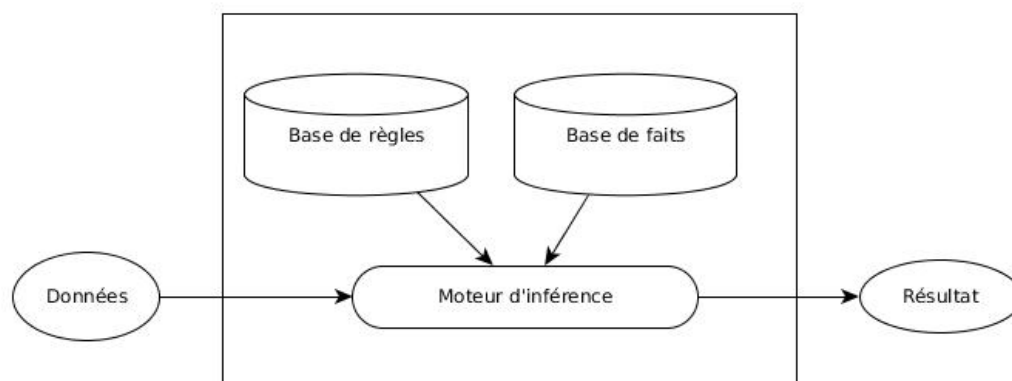 Base de règles
Base de faits
Données
Moteur d'inférence
Résultat